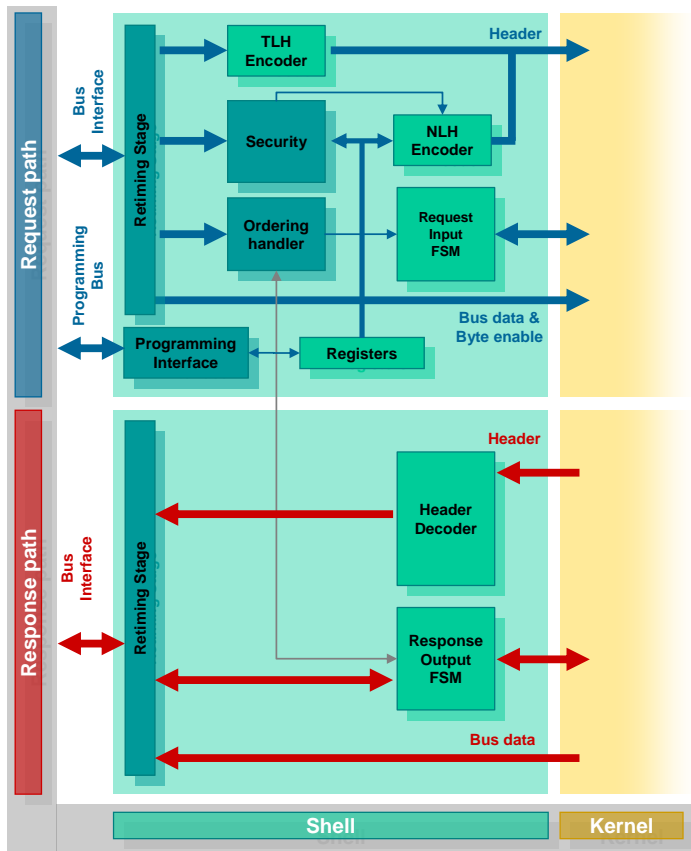 Request path
Bus
Interface
Programming
Bus
Retiming Stage
TLH
Encoder
Header
Security
NLH
Encoder
Ordering
handler
Request
Input
FSM
Bus data &
Byte enable
Programming
Interface
Registers
Response path
Bus
Interface
Retiming Stage
Header
Header
Decoder
Response
Output
FSM
Bus data
Shell
Kernel